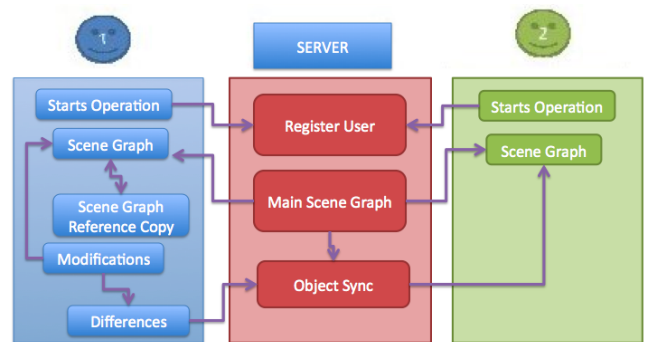 1
SERVER
2
Starts Operation
Scene Graph
Scene Graph
Reference Copy
Modifications
Differences
Register User
Main Scene Graph
Object Sync
Starts Operation
Scene Graph